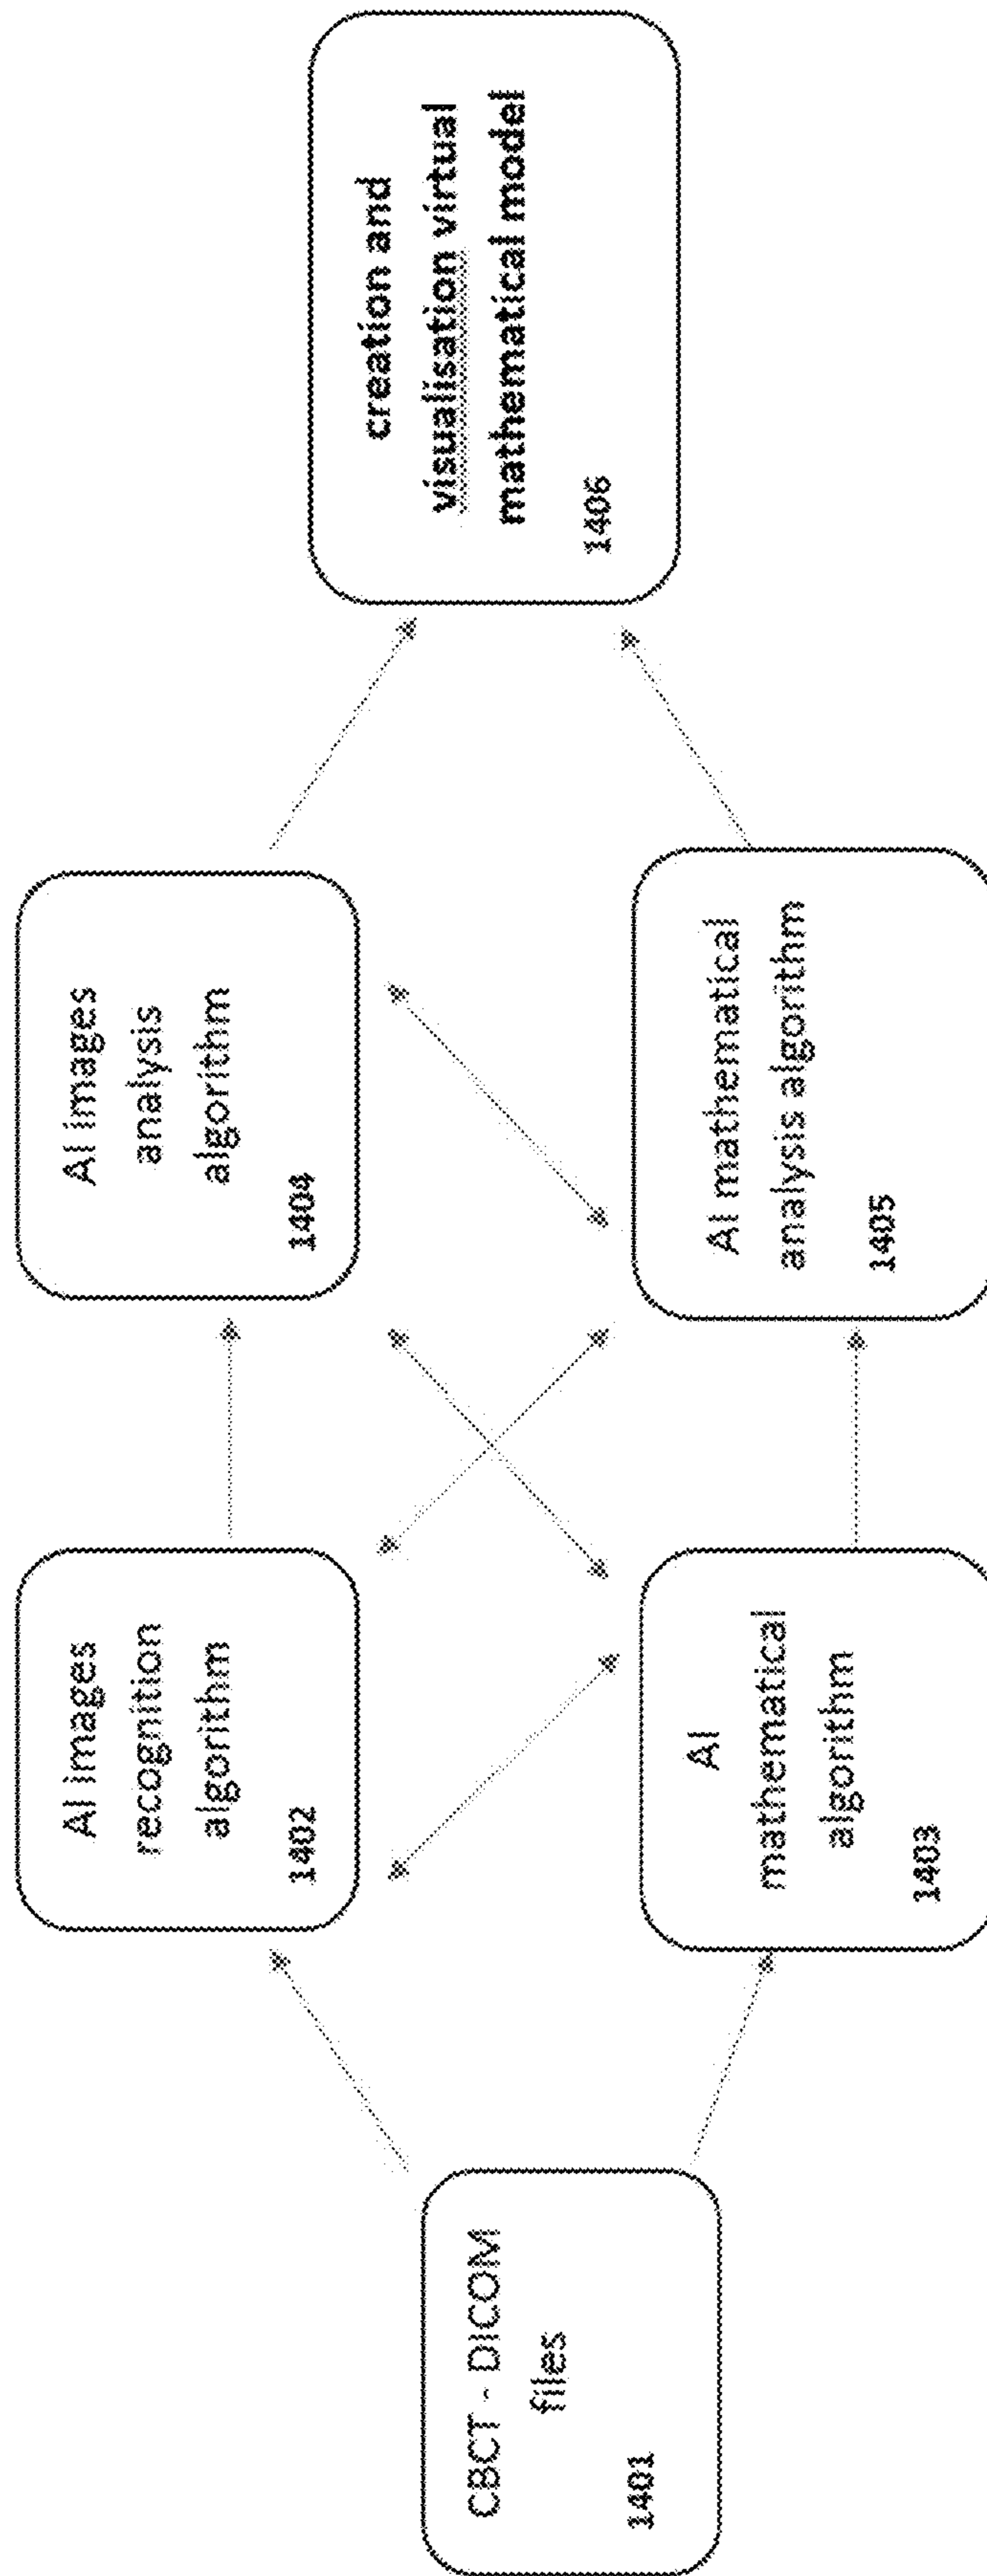 CBCT - DICOM
files
1401
AI images
recognition
algorithm
1402
AI
mathematical
algorithm
1403
AI images
analysis
algorithm
1404
AI mathematical
analysis algorithm
1405
creation and
visualisation virtual
mathematical model
1406